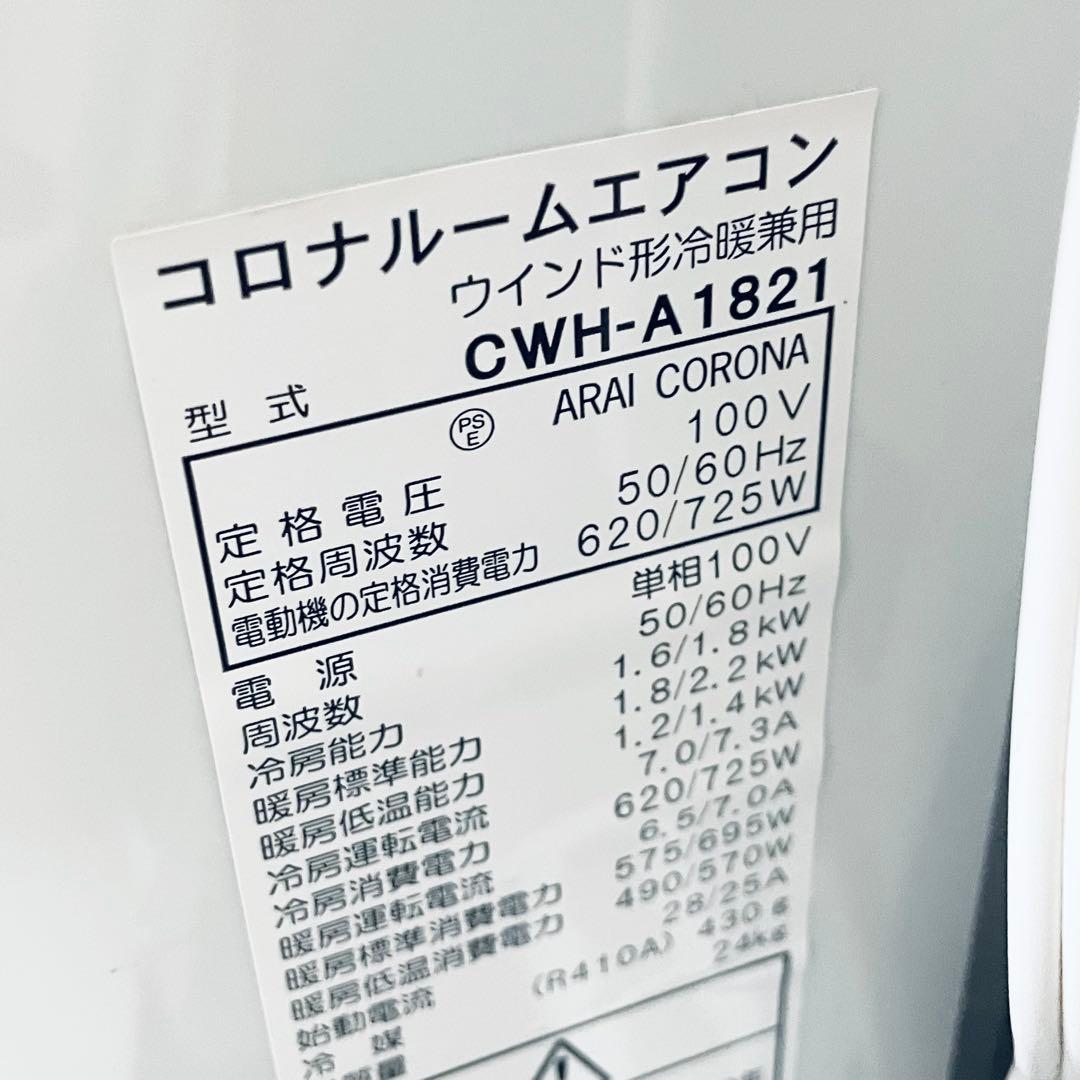 コロナルームエアコン
ウインド形冷暖兼用
型式 CWH-A1821
PSE ARAI CORONA
定格電圧 100V
定格周波数 50/60Hz
電動機の定格消費電力 620/725W
電源 単相100V
周波数 50/60Hz
冷房能力 1.6/1.8kW
暖房標準能力 1.8/2.2kW
暖房低温能力 1.2/1.4kW
冷房運転電流 7.0/7.3A
冷房消費電力 620/725W
暖房運転電流 6.5/7.0A
暖房標準消費電力 575/695W
暖房低温消費電力 490/570W
始動電流 28/25A
冷媒 (R410A) 430g
質量 24kg